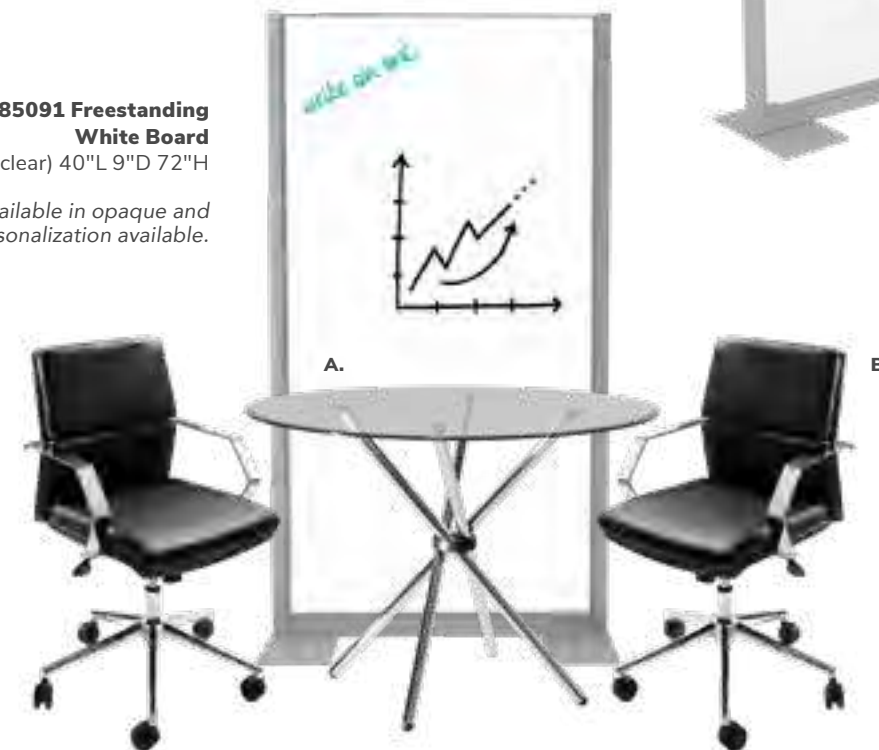 85091 Freestanding
White Board
clear) 40"L 9"D 72"H
ailable in opaque and
sonalization available.
write on me.
A.